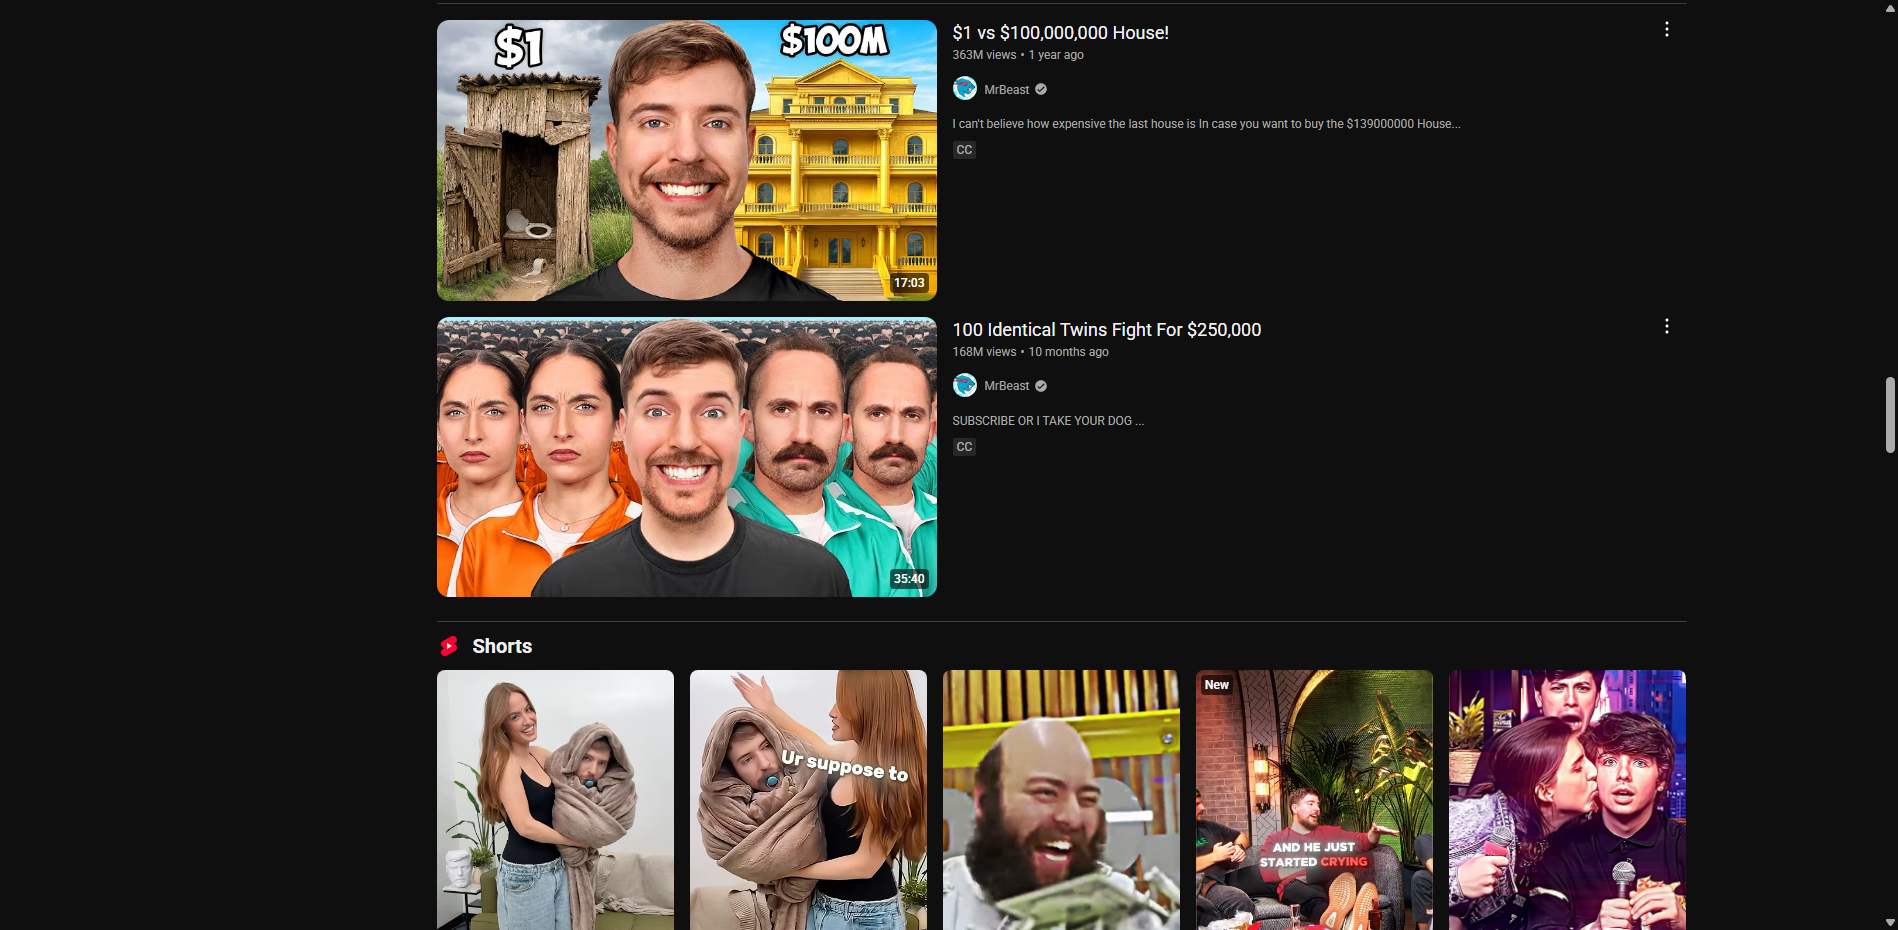 $1
$100M
17:03
$1 vs $100,000,000 House!
363M views • 1 year ago
MrBeast
I can't believe how expensive the last house is In case you want to buy the $139000000 House...
CC
35:40
100 Identical Twins Fight For $250,000
168M views • 10 months ago
MrBeast
SUBSCRIBE OR I TAKE YOUR DOG ...
CC
Shorts
Ur suppose to
New
AND HE JUST
STARTED CRYING